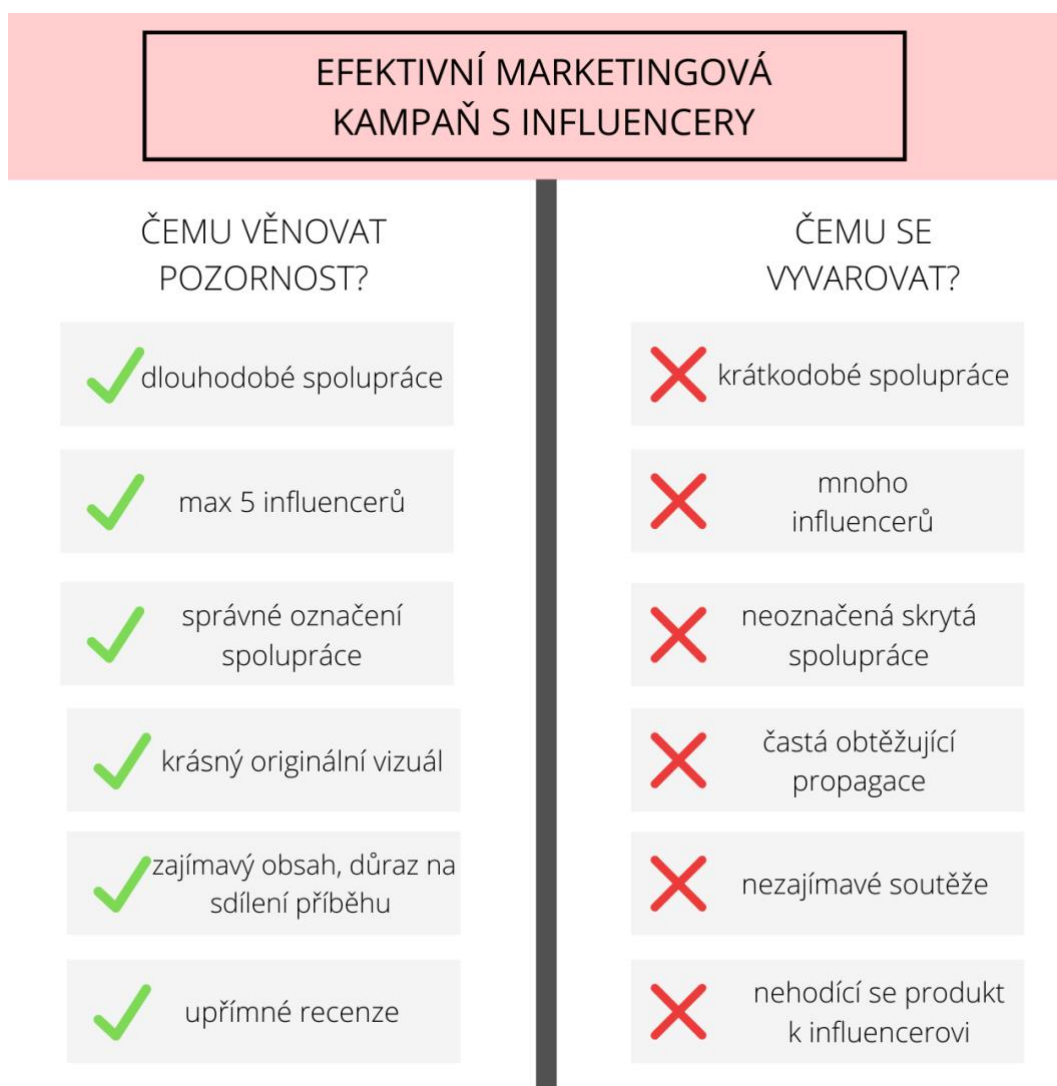 EFEKTIVNÍ MARKETINGOVÁ
KAMPAŇ S INFLUENCERY
ČEMU VĚNOVAT
POZORNOST?
dlouhodobé spolupráce
max 5 influencerů
správné označení
spolupráce
krásný originální vizuál
zajímavý obsah, důraz na
sdílení příběhu
upřímné recenze
ČEMU SE
VYVAROVAT?
krátkodobé spolupráce
mnoho
influencerů
neoznačená skrytá
spolupráce
častá obtěžující
propagace
nezajímavé soutěže
nehodící se produkt
k influencerovi